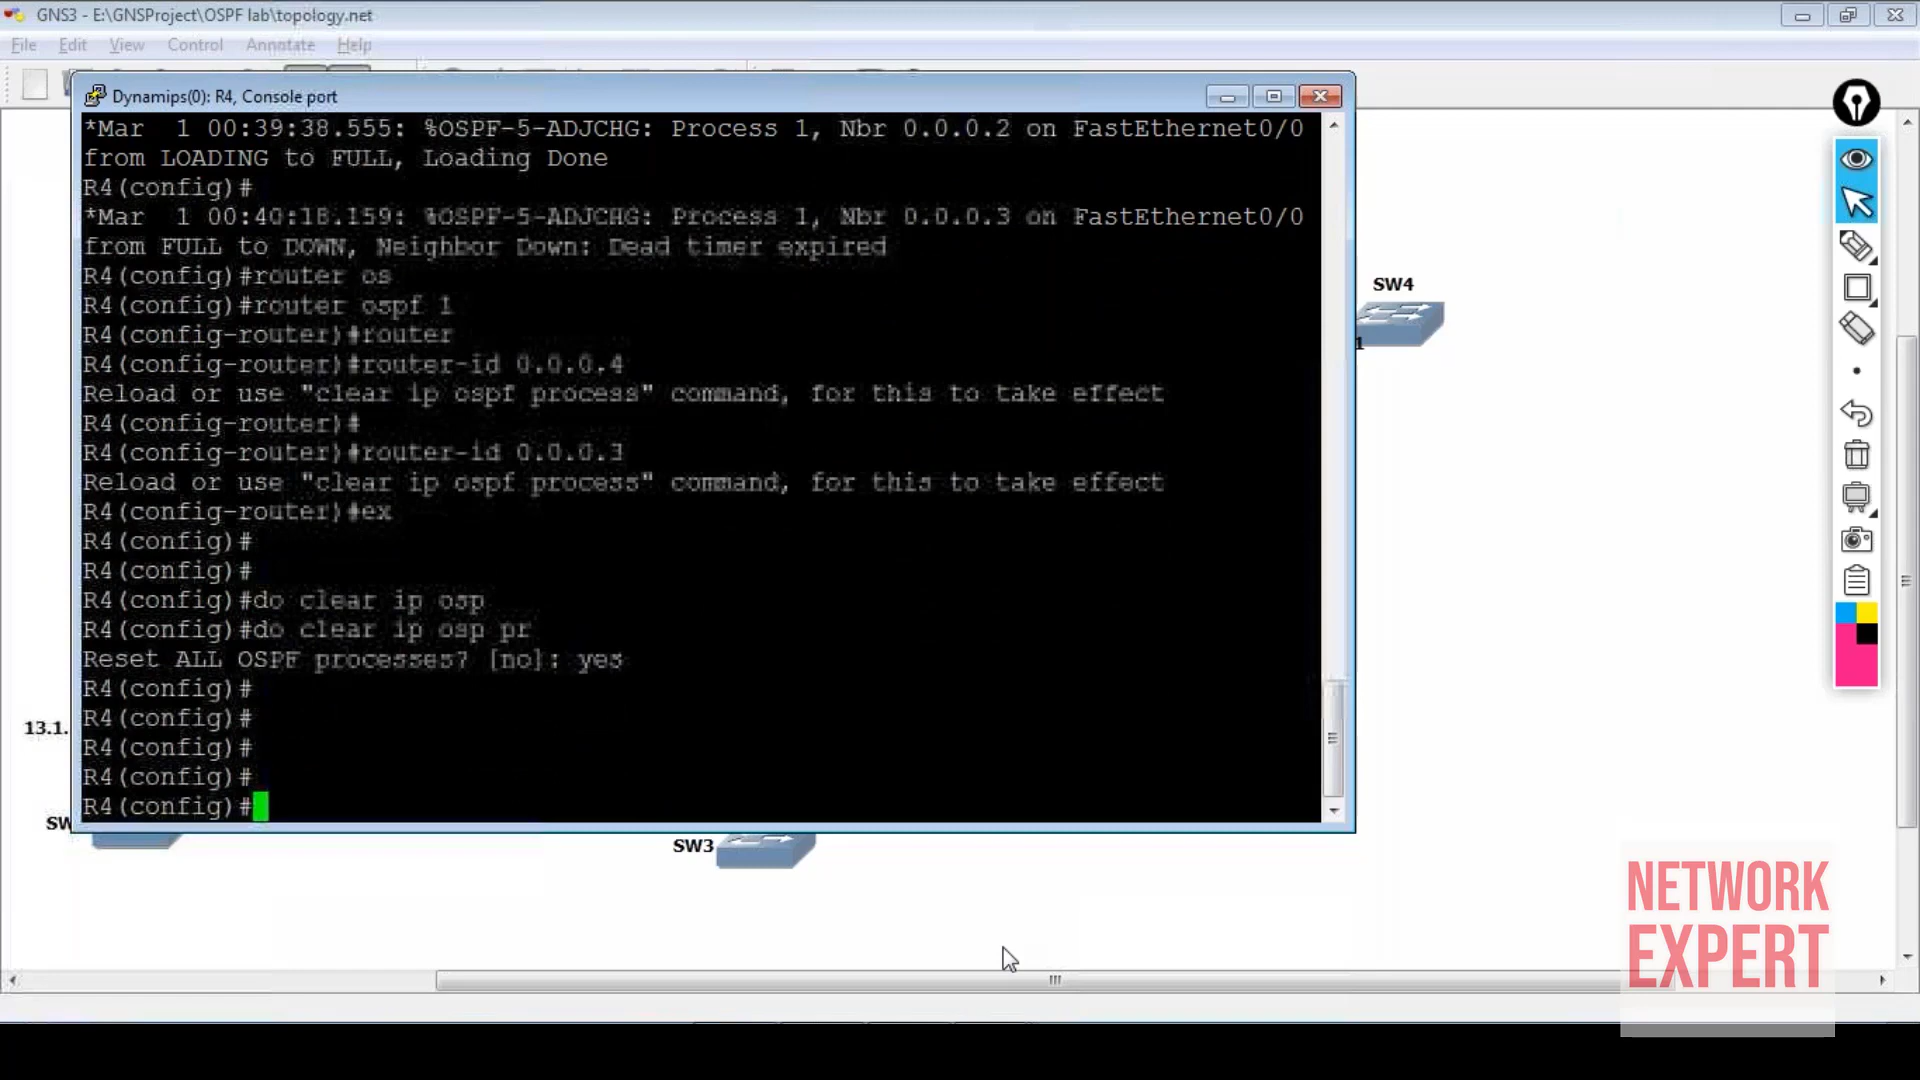 GNS3 - E:\GNSProject\OSPF lab\topology.net
File Edit View Control Annotate Help
Dynamips(0): R4, Console port
*Mar  1 00:39:38.555: %OSPF-5-ADJCHG: Process 1, Nbr 0.0.0.2 on FastEthernet0/0
from LOADING to FULL, Loading Done
R4(config)#
*Mar  1 00:40:18.159: %OSPF-5-ADJCHG: Process 1, Nbr 0.0.0.3 on FastEthernet0/0
from FULL to DOWN, Neighbor Down: Dead timer expired
R4(config)#router os
R4(config)#router ospf 1
R4(config-router)#router
R4(config-router)#router-id 0.0.0.4
Reload or use "clear ip ospf process" command, for this to take effect
R4(config-router)#
R4(config-router)#router-id 0.0.0.3
Reload or use "clear ip ospf process" command, for this to take effect
R4(config-router)#ex
R4(config)#
R4(config)#
R4(config)#do clear ip osp
R4(config)#do clear ip osp pr
Reset ALL OSPF processes? [no]: yes
R4(config)#
R4(config)#
R4(config)#
R4(config)#
R4(config)#
SW4
1
13.1.
SW
SW3
NETWORK
EXPERT